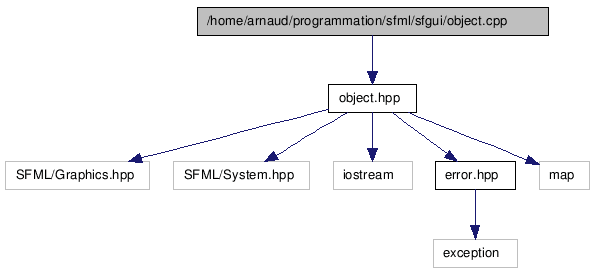 /home/arnaud/programmation/sfml/sfgui/object.cpp
object.hpp
SFML/Graphics.hpp
SFML/System.hpp
iostream
error.hpp
map
exception